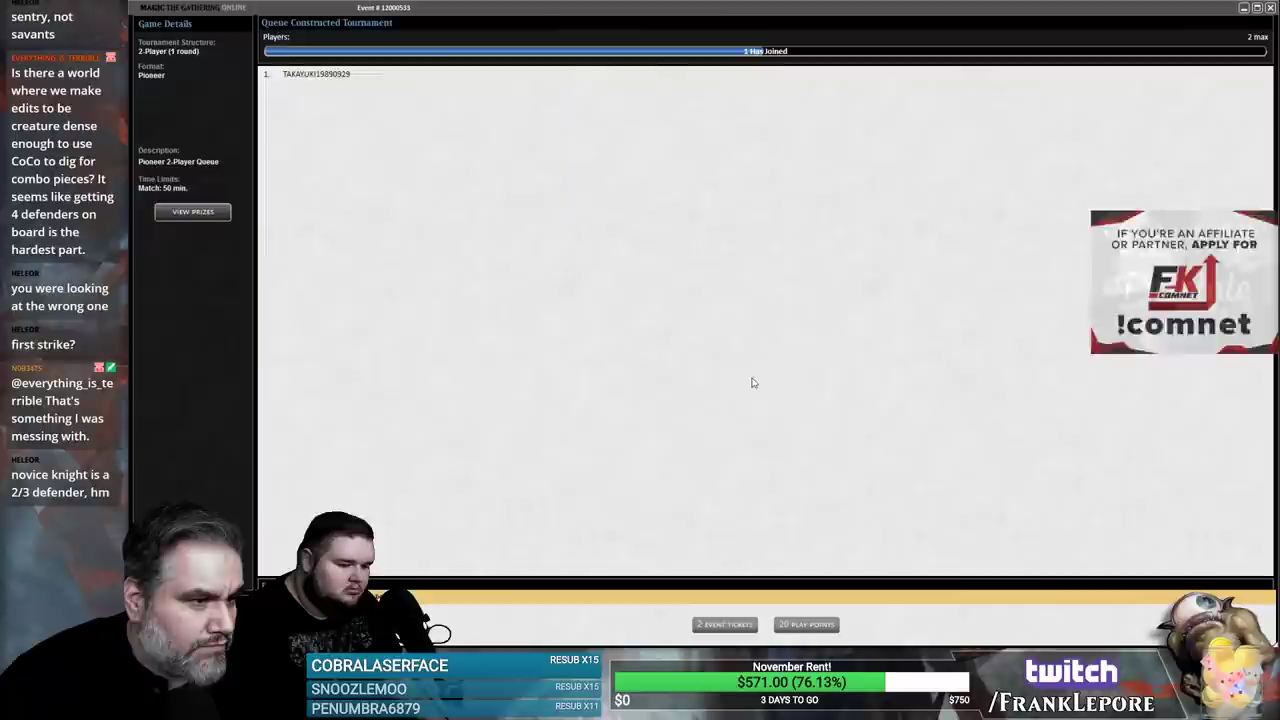 MAGIC THE GATHERING ONLINE
Event # 12000533
Game Details
Tournament Structure:
2-Player (1 round)
Format:
Pioneer
Description:
Pioneer 2-Player Queue
Time Limits:
Match: 50 min.
VIEW PRIZES
Queue Constructed Tournament
Players:
1 Has Joined
2 max
1. TAKAYUKI19890929
HELEOR
sentry, not
savants
EVERYTHING IS TERRIBLE
Is there a world
where we make
edits to be
creature dense
enough to use
CoCo to dig for
combo pieces? It
seems like getting
4 defenders on
board is the
hardest part.
HELEOR
you were looking
at the wrong one
HELEOR
first strike?
N0B34TS
@everything_is_te
rrible That's
something I was
messing with.
HELEOR
novice knight is a
2/3 defender, hm
IF YOU'RE AN AFFILIATE
OR PARTNER, APPLY FOR
COMNET
!comnet
2 EVENT TICKETS
20 PLAY POINTS
COBRALASERFACE
RESUB X15
SNOOZLEMOO
RESUB X15
PENUMBRA6879
RESUB X11
November Rent!
$571.00 (76.13%)
$0
3 DAYS TO GO
$750
twitch
/FRANKLEPORE